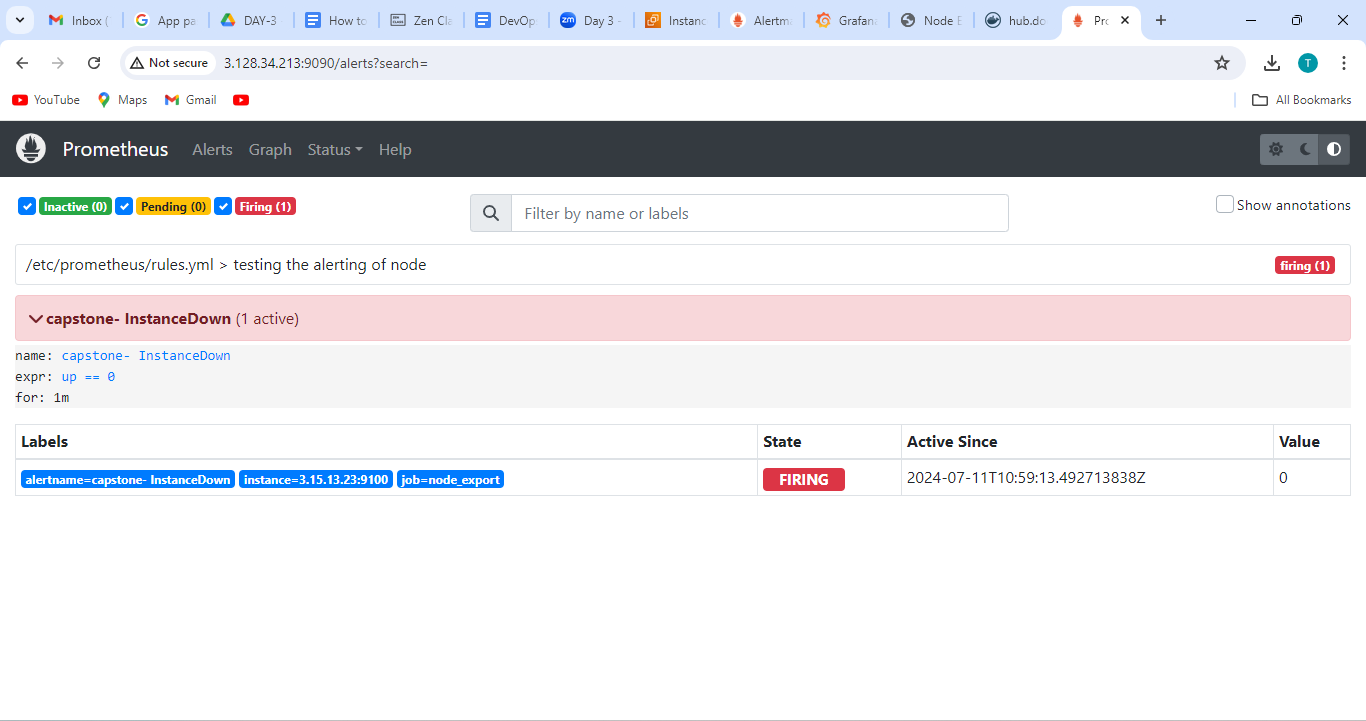 Inbox (
App pa
DAY-3
How to
Zen Cla
DevOp
Day 3 -
Instanc
Alertma
Grafana
Node E
hub.do
Pro
Not secure 3.128.34.213:9090/alerts?search=
YouTube Maps Gmail All Bookmarks
Prometheus Alerts Graph Status Help
Inactive (0) Pending (0) Firing (1) Filter by name or labels Show annotations
/etc/prometheus/rules.yml > testing the alerting of node firing (1)
capstone- InstanceDown (1 active)
name: capstone- InstanceDown
expr: up == 0
for: 1m
Labels State Active Since Value
alertname=capstone- InstanceDown instance=3.15.13.23:9100 job=node_export FIRING 2024-07-11T10:59:13.492713838Z 0